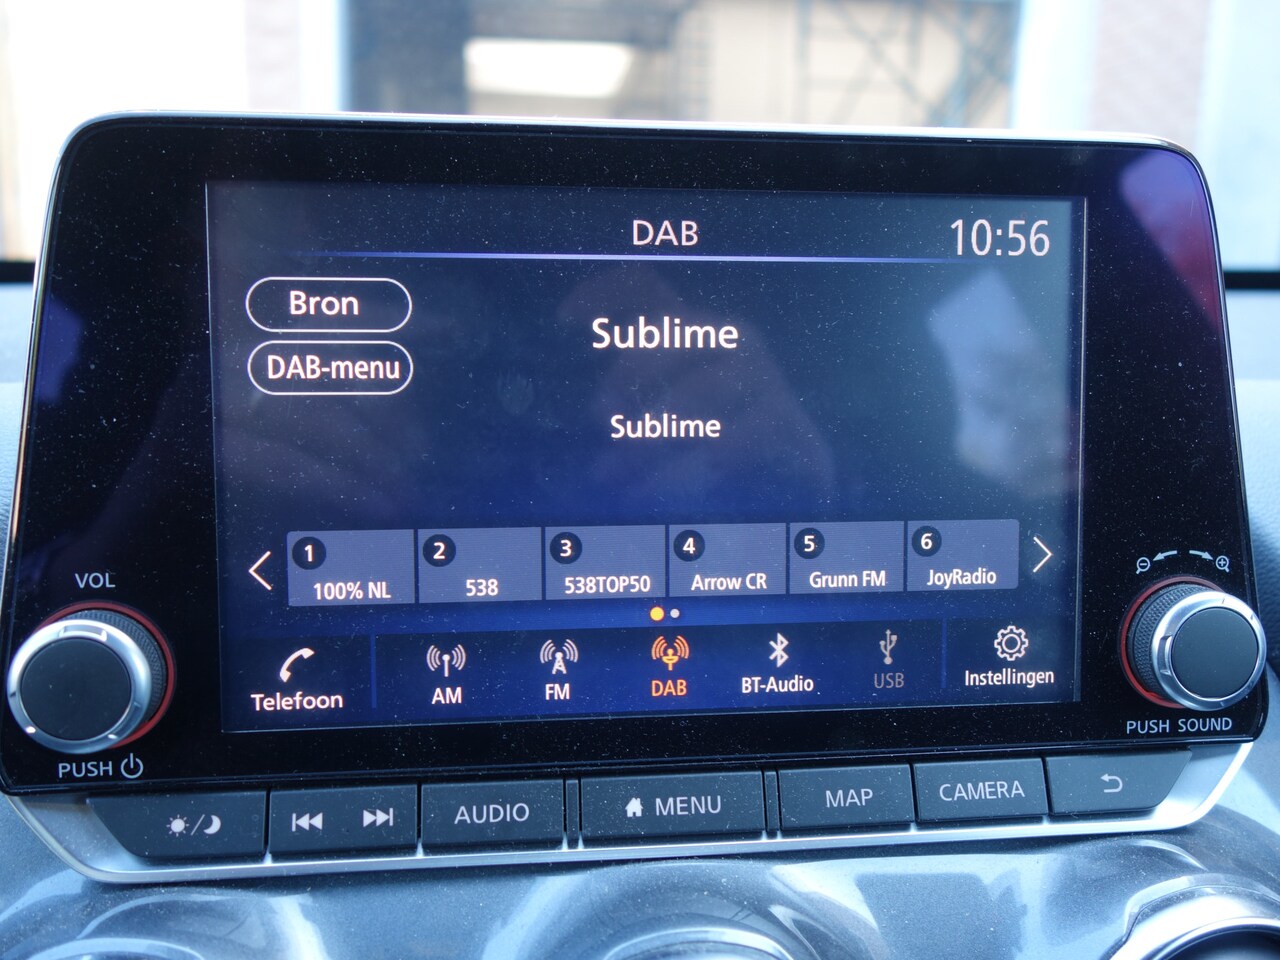 DAB
10:56
Bron
DAB-menu
Sublime
Sublime
1 100% NL
2 538
3 538TOP50
4 Arrow CR
5 Grunn FM
6 JoyRadio
Telefoon
AM
FM
DAB
BT-Audio
USB
Instellingen
VOL
PUSH
PUSH SOUND
AUDIO
MENU
MAP
CAMERA